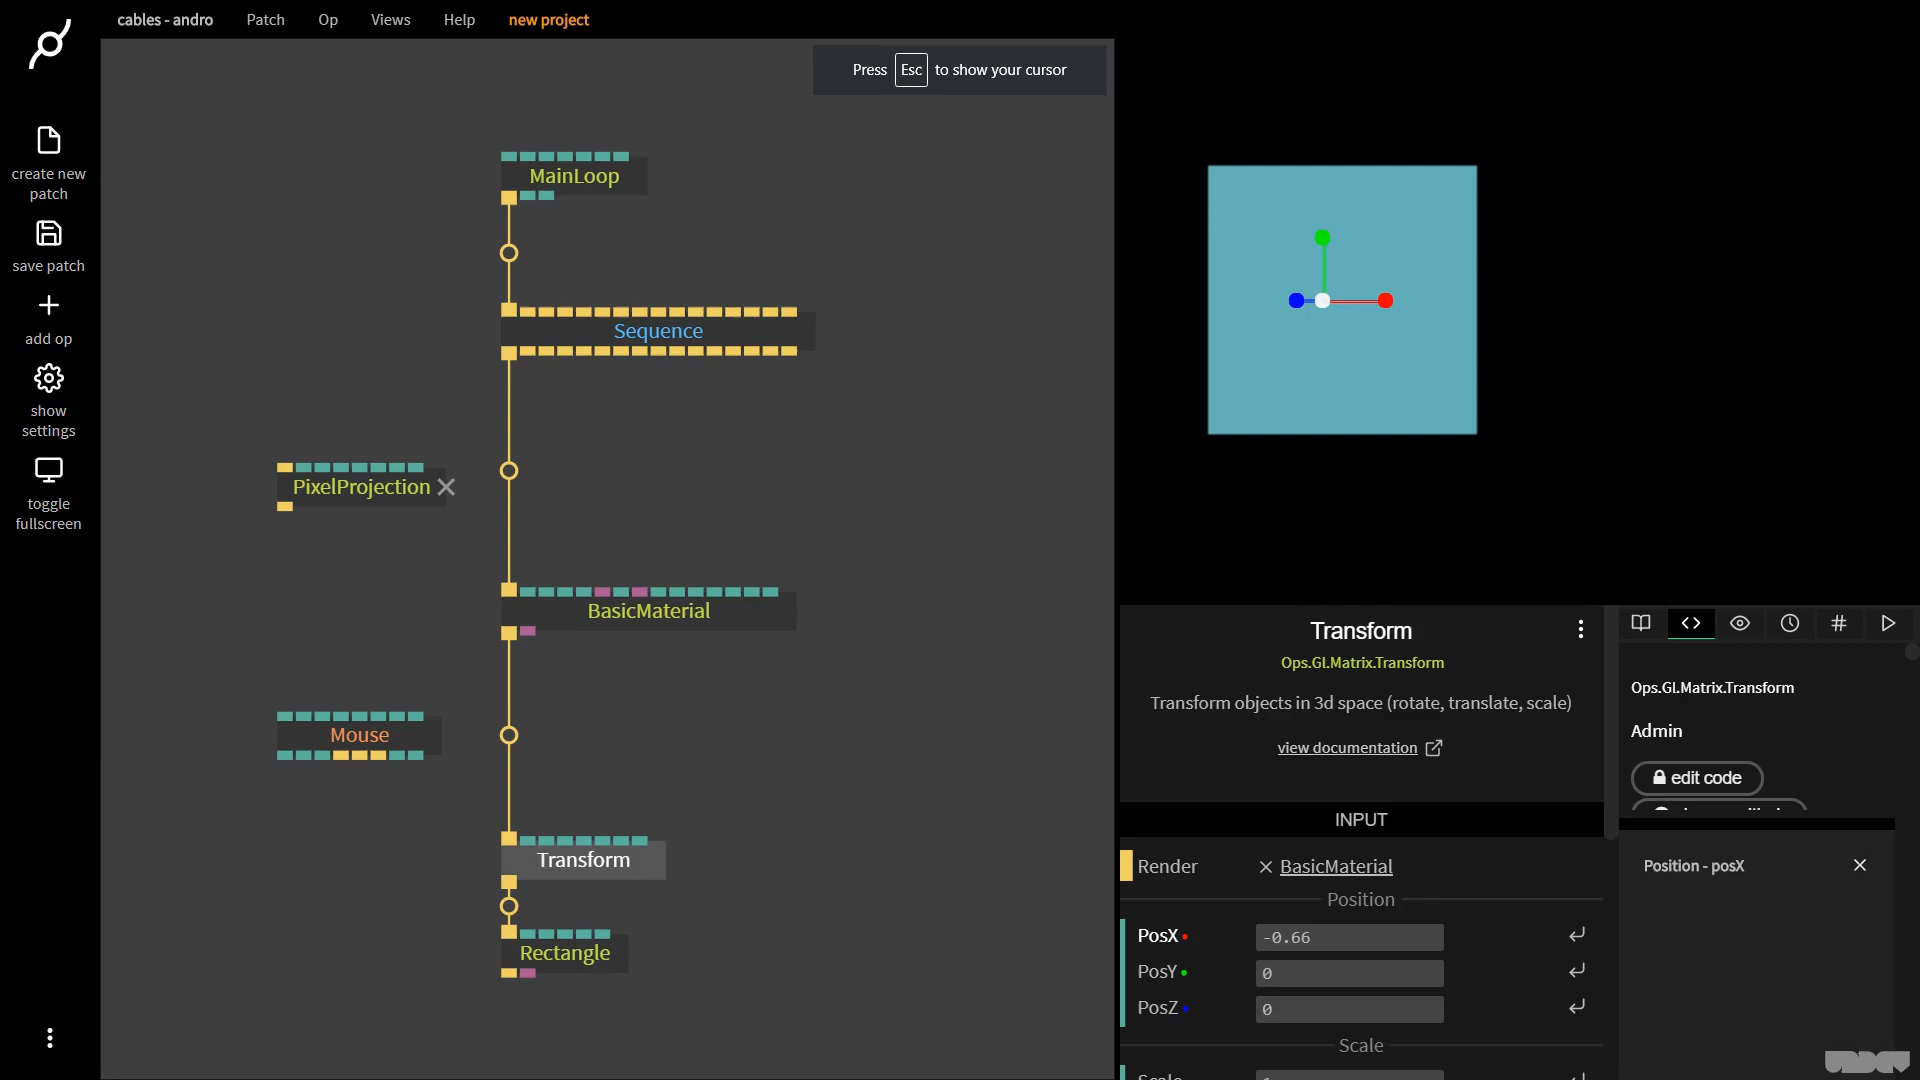 cables - andro
Patch
Op
Views
Help
new project
Press Esc to show your cursor
create new
patch
save patch
add op
show
settings
toggle
fullscreen
MainLoop
Sequence
PixelProjection
BasicMaterial
Mouse
Transform
Rectangle
Transform
Ops.Gl.Matrix.Transform
Transform objects in 3d space (rotate, translate, scale)
view documentation
INPUT
Render
BasicMaterial
Position
PosX
-0.66
PosY
0
PosZ
0
Scale
Scale
Ops.Gl.Matrix.Transform
Admin
edit code
Position - posX